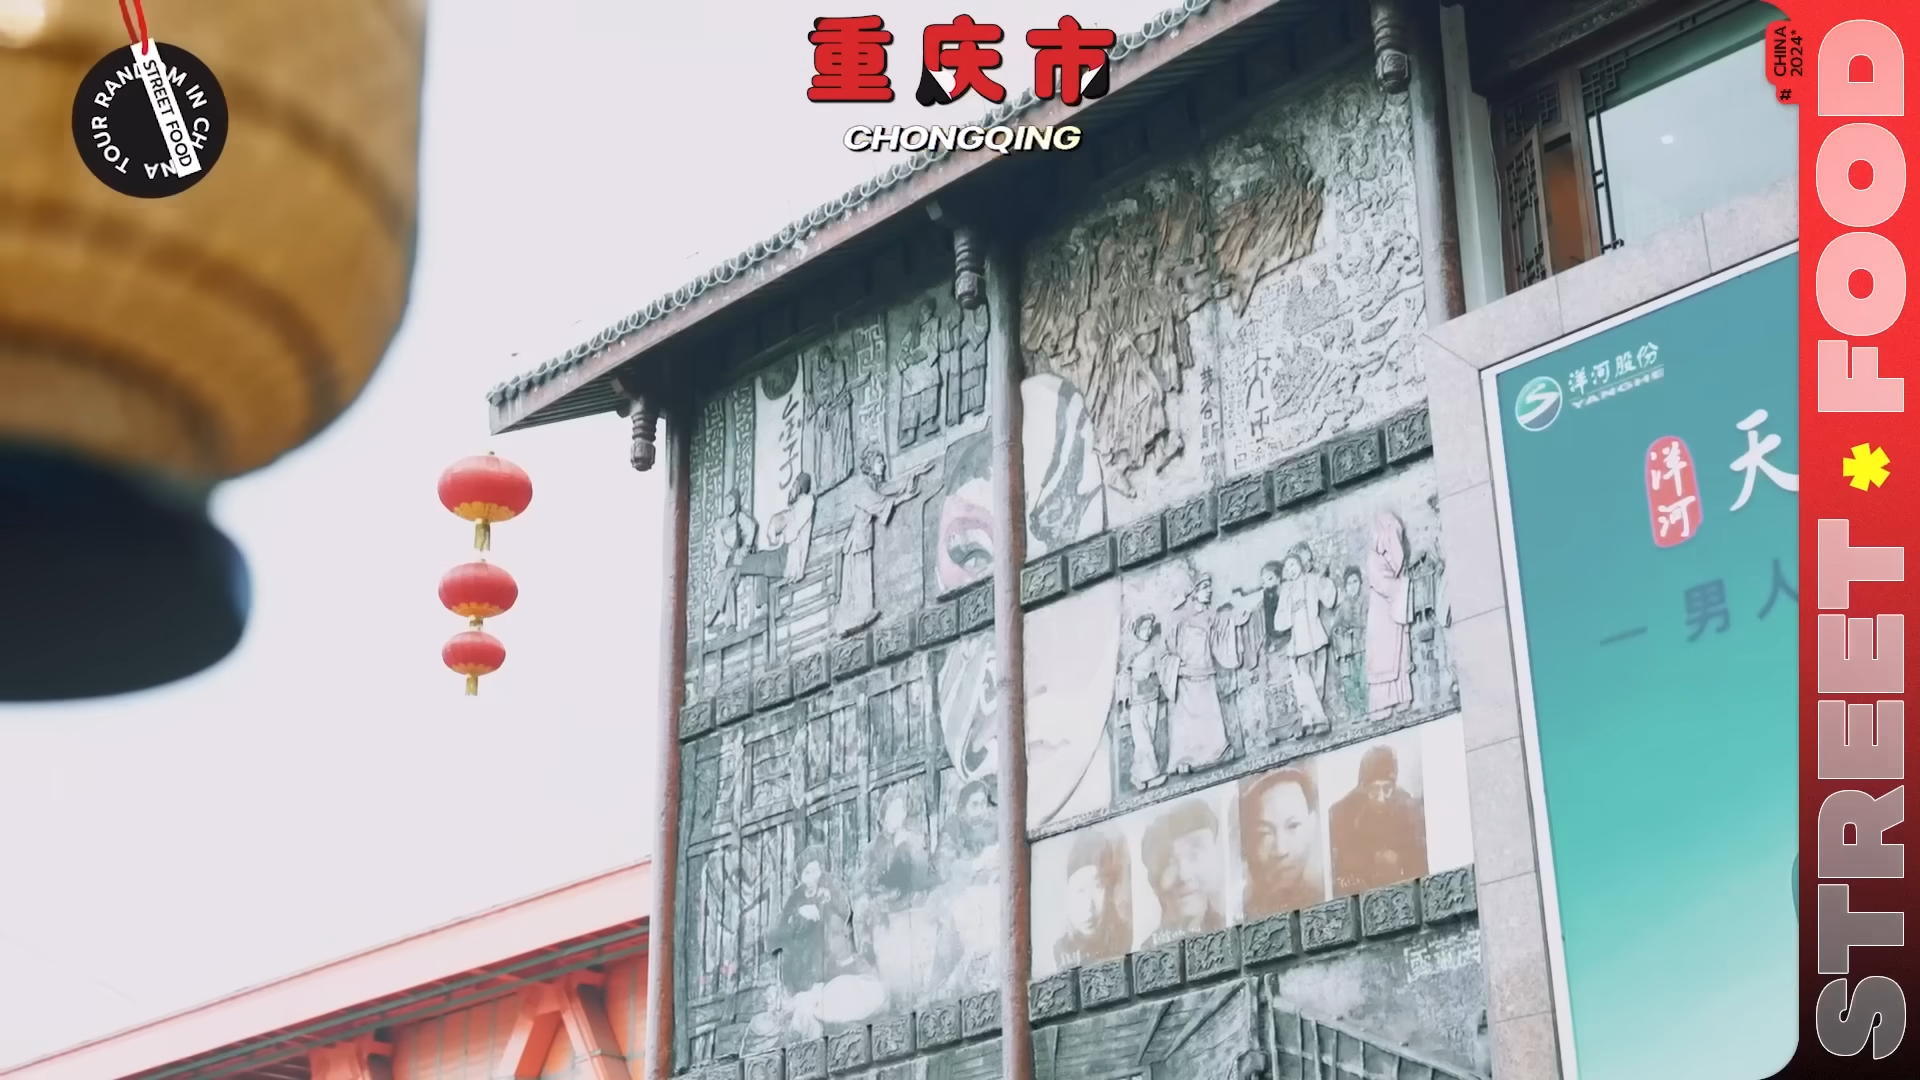 重庆市
CHONGQING
TOUR RANDOM IN CHINA
STREET FOOD
# CHINA 2024*
STREET * FOOD
洋河股份
YANGHE
洋河
天
一 男 人